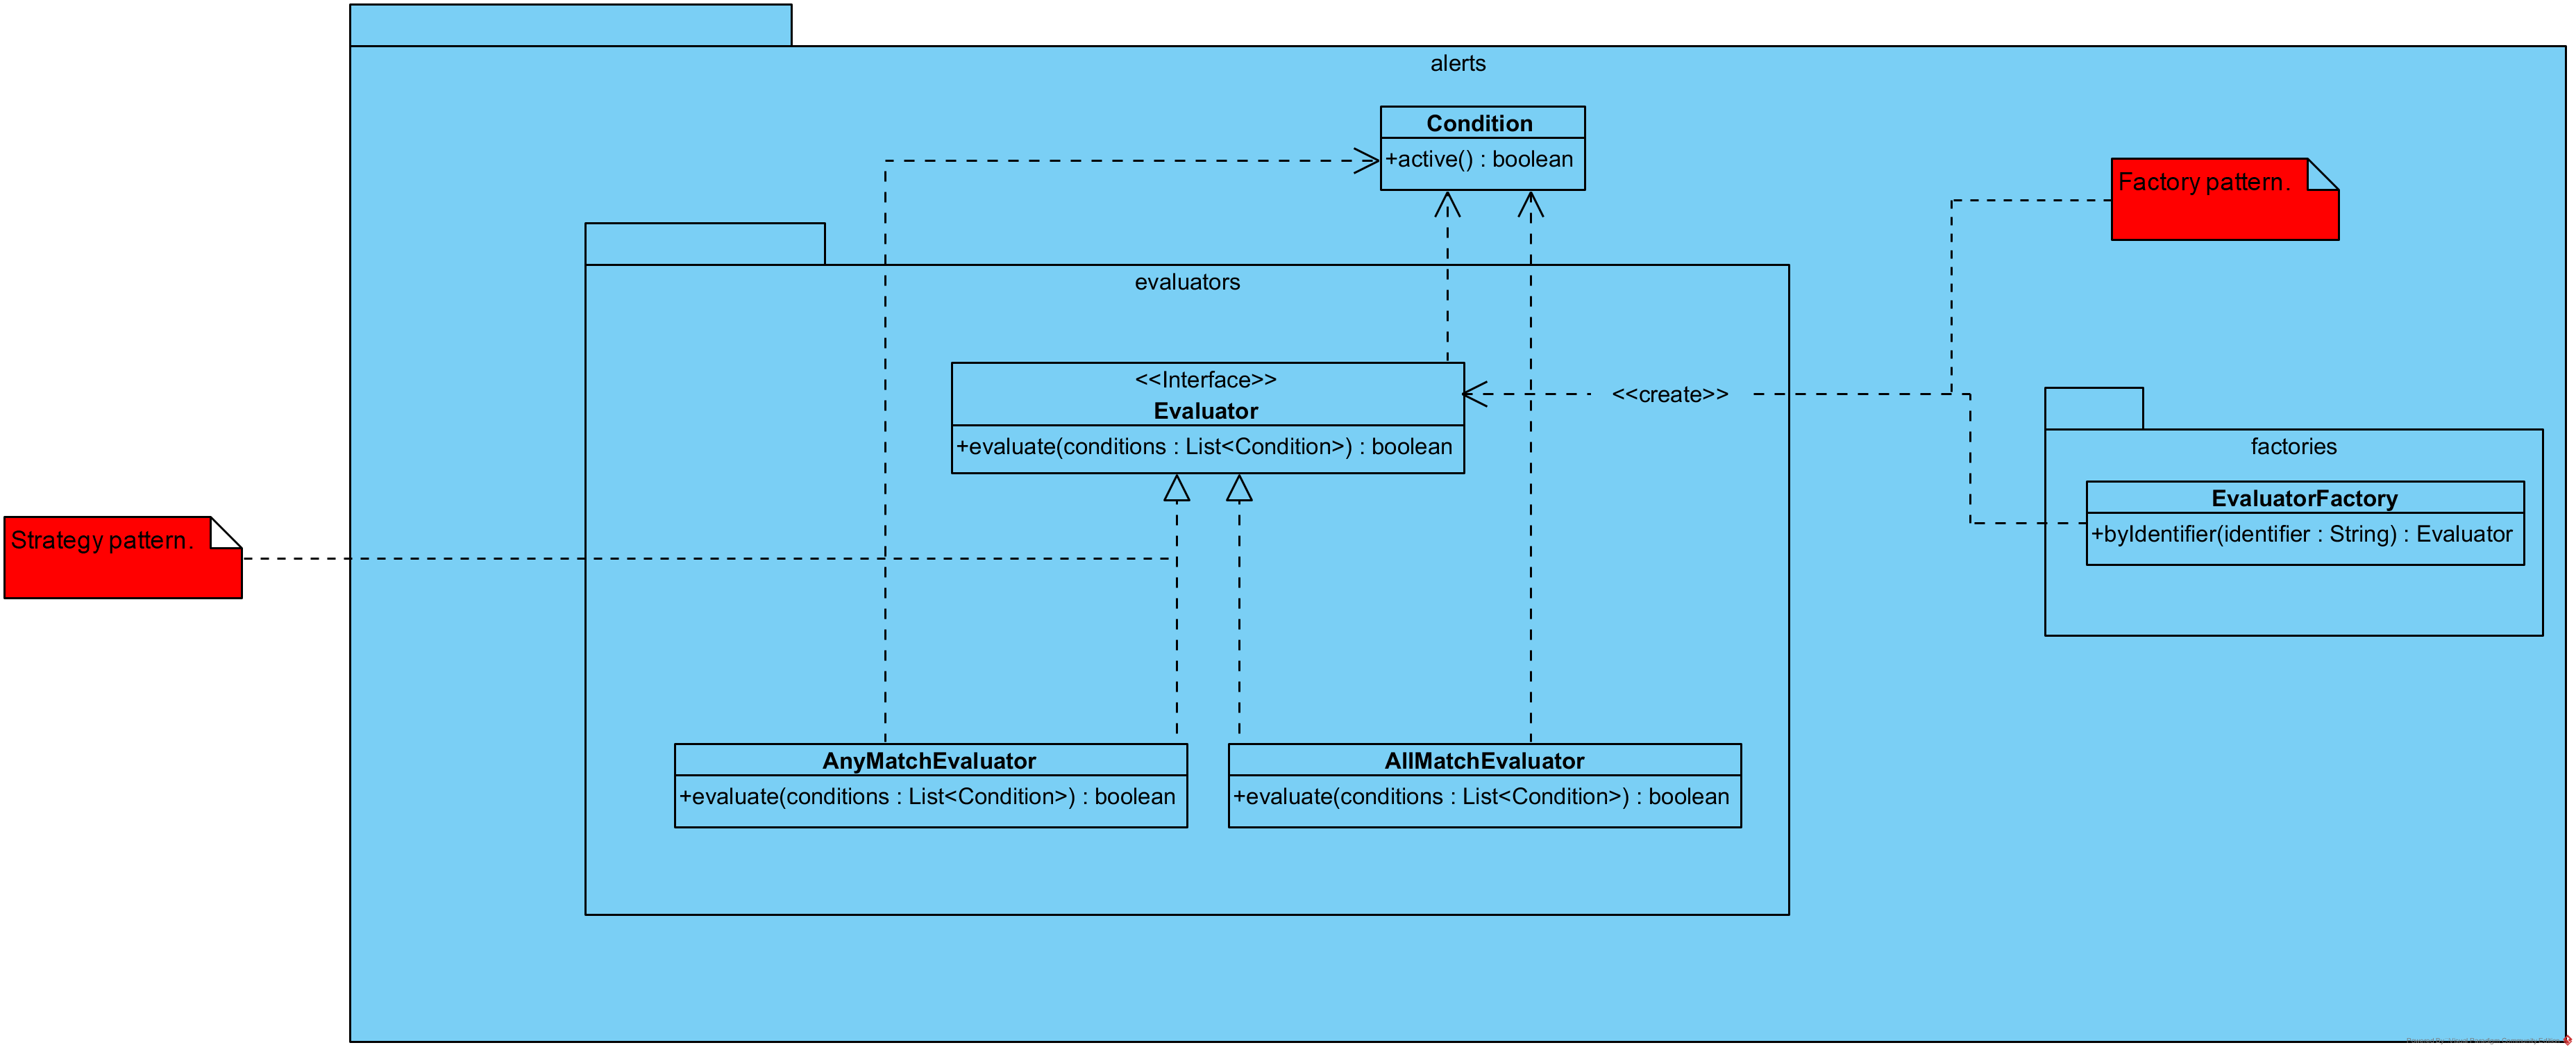 alerts
Condition
+active() : boolean
Factory pattern.
evaluators
<<Interface>>
Evaluator
+evaluate(conditions : List<Condition>) : boolean
<<create>>
factories
EvaluatorFactory
+byIdentifier(identifier : String) : Evaluator
Strategy pattern.
AnyMatchEvaluator
+evaluate(conditions : List<Condition>) : boolean
AllMatchEvaluator
+evaluate(conditions : List<Condition>) : boolean